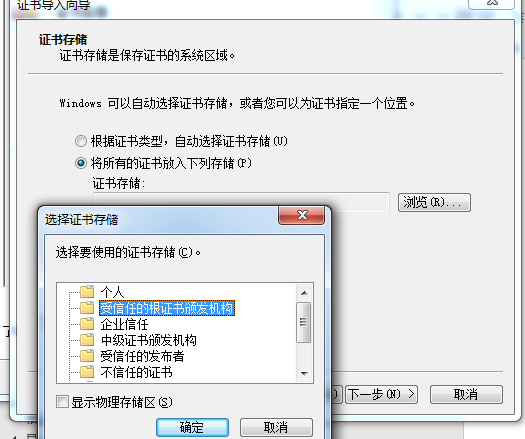 证书导入向导
证书存储
证书存储是保存证书的系统区域。
Windows 可以自动选择证书存储，或者您可以为证书指定一个位置。
根据证书类型，自动选择证书存储(U)
将所有的证书放入下列存储(P)
证书存储:
浏览(R)...
选择证书存储
选择要使用的证书存储(C)。
个人
受信任的根证书颁发机构
企业信任
中级证书颁发机构
受信任的发布者
不信任的证书
显示物理存储区(S)
确定
取消
下一步(N) >
取消